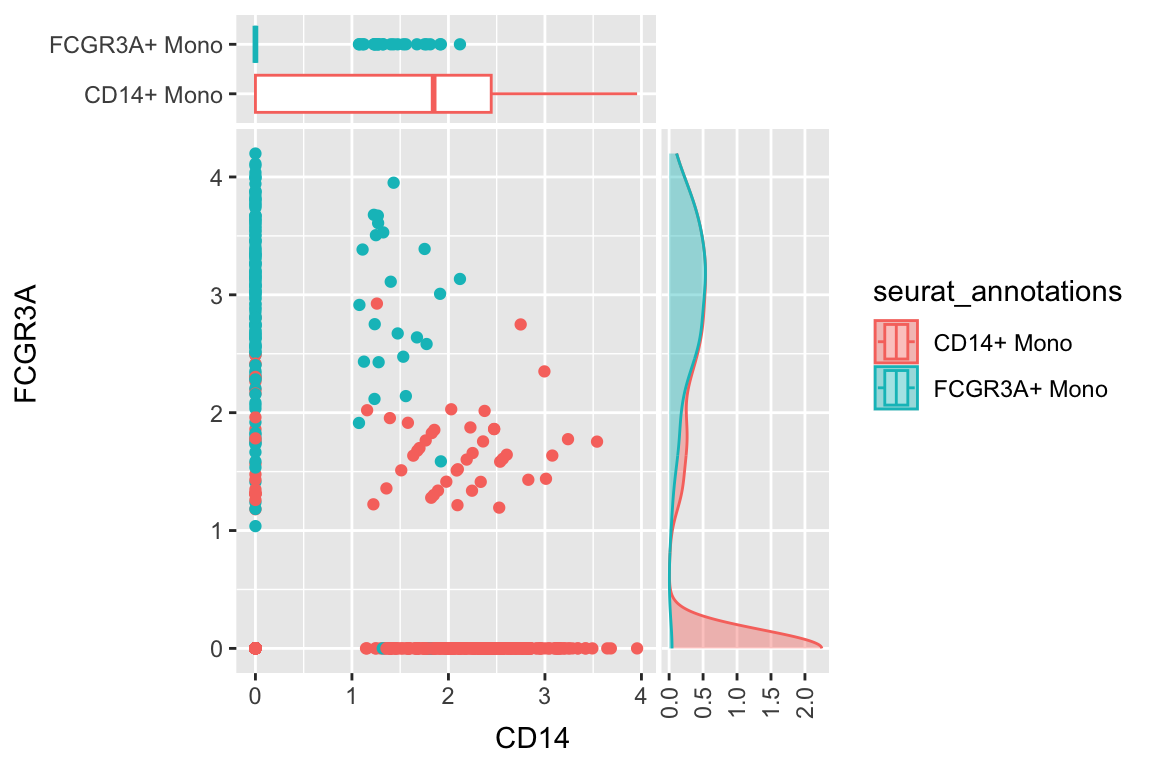 FCGR3A+ Mono
CD14+ Mono
FCGR3A
4
3
2
1
0
0 1 2 3 4
CD14
0.0 0.5 1.0 1.5 2.0
seurat_annotations
CD14+ Mono
FCGR3A+ Mono